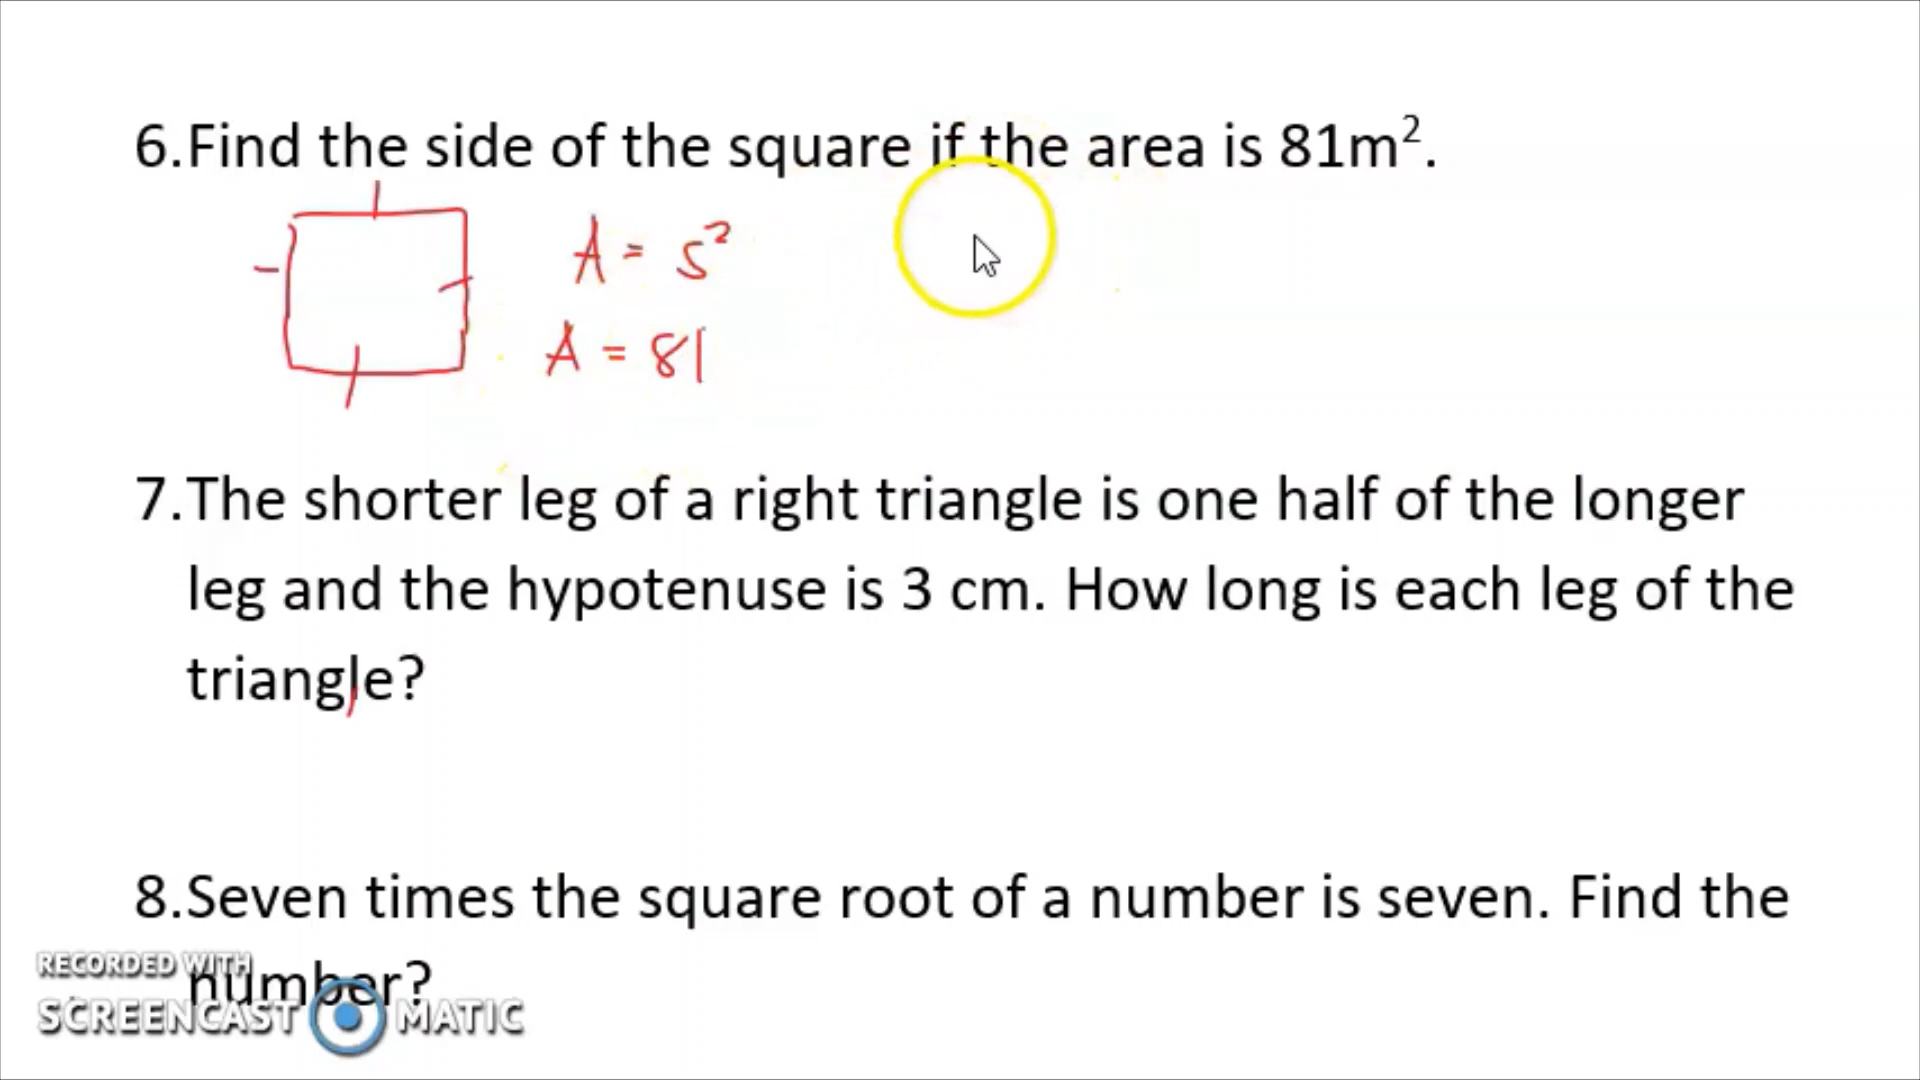 6.Find the side of the square if the area is 81m².
A = s²
A = 81
7.The shorter leg of a right triangle is one half of the longer
leg and the hypotenuse is 3 cm. How long is each leg of the
triangle?
8.Seven times the square root of a number is seven. Find the
number?
RECORDED WITH
SCREENCAST MATIC